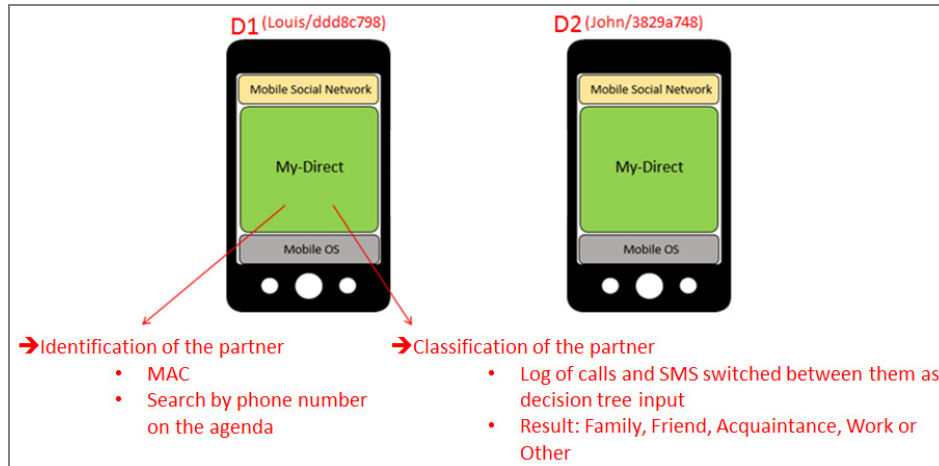 D1 (Louis/ddd8c798)
D2 (John/3829a748)
Mobile Social Network
Mobile Social Network
My-Direct
My-Direct
Mobile OS
Mobile OS
➔Identification of the partner
• MAC
• Search by phone number
on the agenda
➔Classification of the partner
• Log of calls and SMS switched between them as
decision tree input
• Result: Family, Friend, Acquaintance, Work or
Other